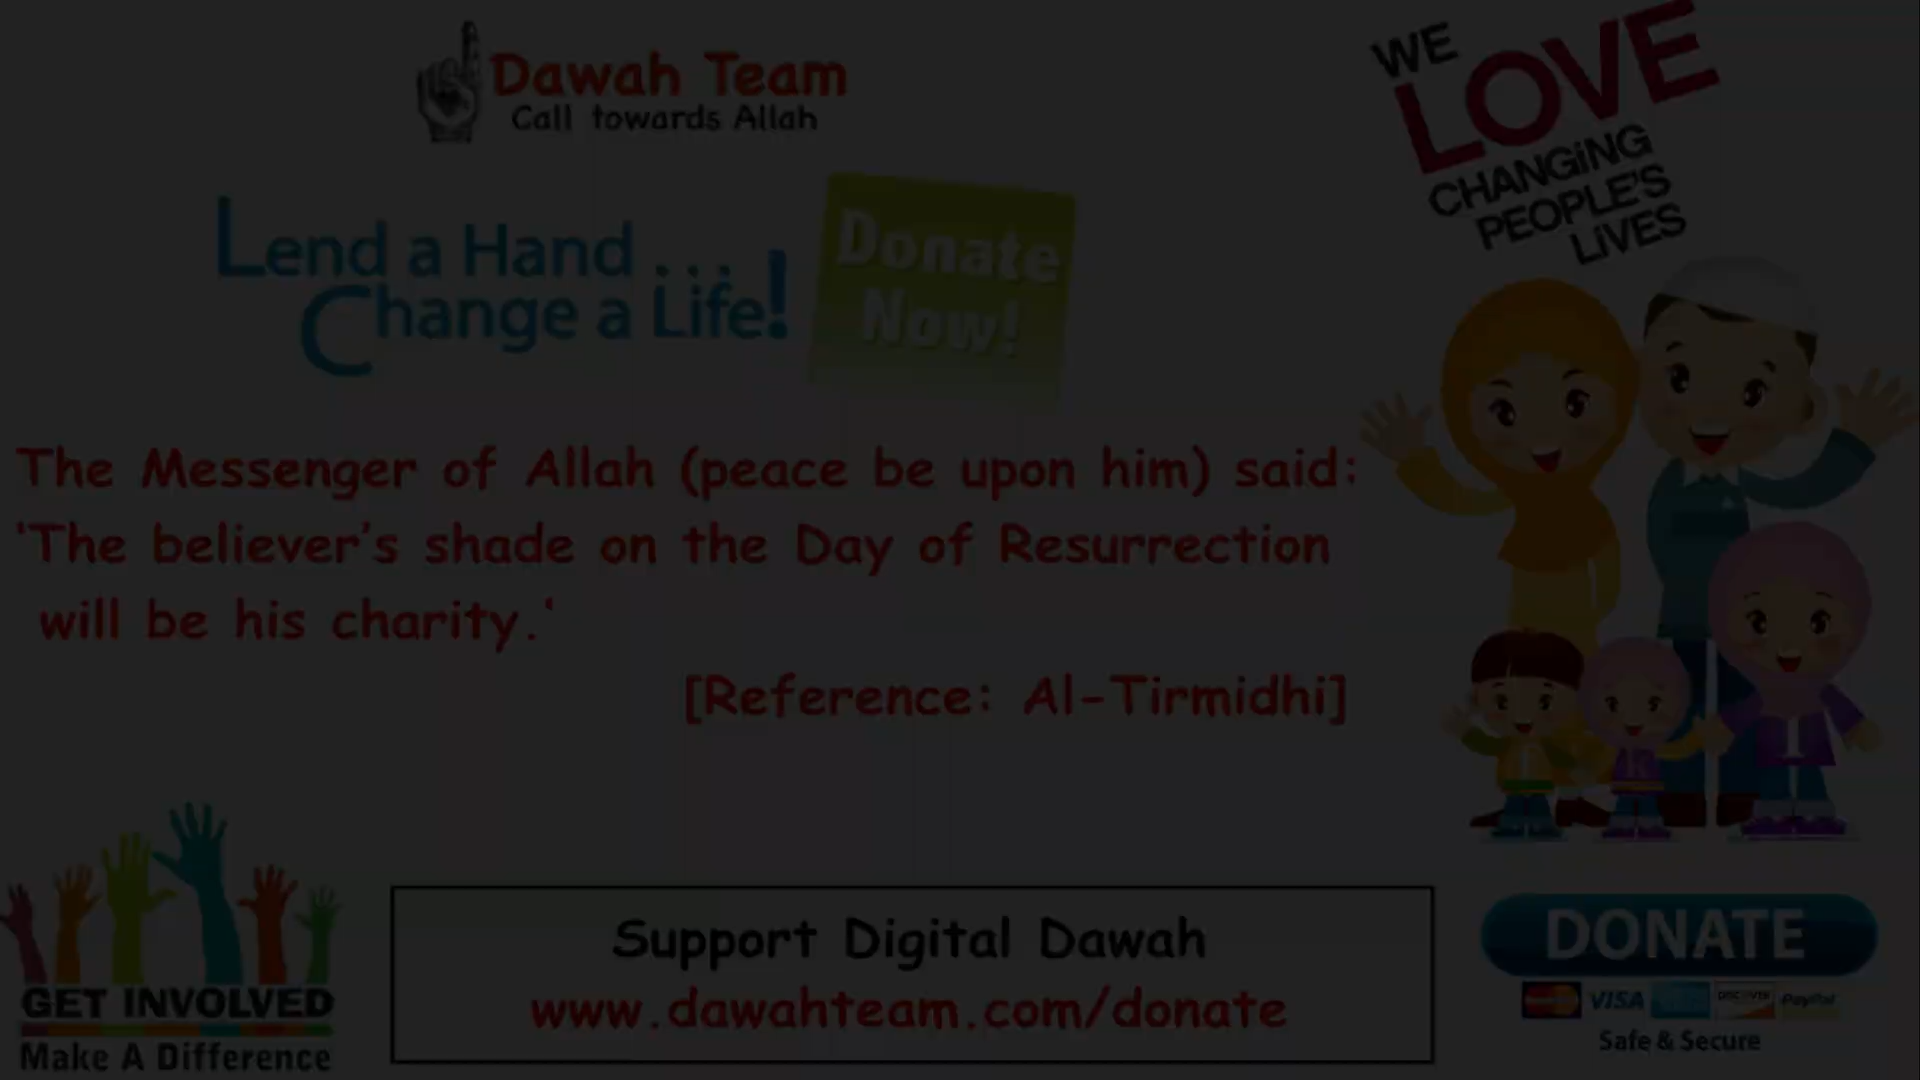 Dawah Team
Call towards Allah
WE
LOVE
CHANGiNG
PEOPLE'S
LiVES
Lend a Hand ...
Change a Life!
Donate
Now!
The Messenger of Allah (peace be upon him) said:
‘The believer’s shade on the Day of Resurrection
will be his charity.‘
[Reference: Al-Tirmidhi]
GET INVOLVED
Make A Difference
Support Digital Dawah
www.dawahteam.com/donate
DONATE
VISA DISCOVER PayPal
Safe & Secure